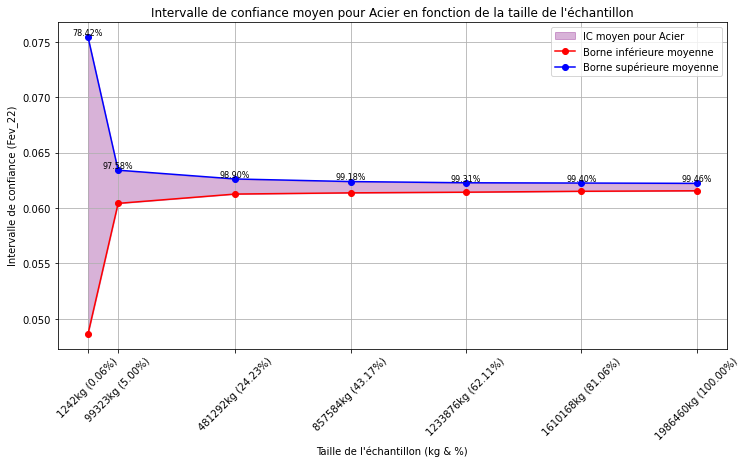 Intervalle de confiance moyen pour Acier en fonction de la taille de l'échantillon
IC moyen pour Acier
Borne inférieure moyenne
Borne supérieure moyenne
Intervalle de confiance (Fev_22)
0.075
0.070
0.065
0.060
0.055
0.050
78.42%
97.58%
98.90%
99.18%
99.31%
99.40%
99.46%
1242kg (0.06%)
99323kg (5.00%)
481292kg (24.23%)
857584kg (43.17%)
1233876kg (62.11%)
1610168kg (81.06%)
1986460kg (100.00%)
Taille de l'échantillon (kg & %)